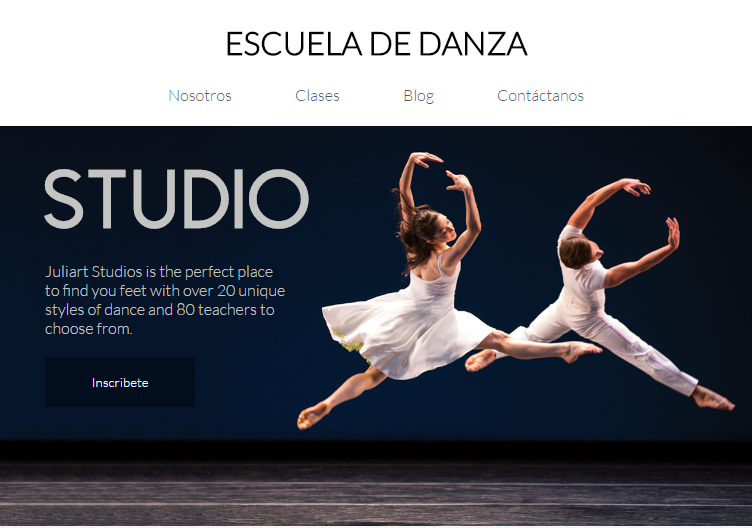 ESCUELA DE DANZA
Nosotros Clases Blog Contáctanos
STUDIO
Juliart Studios is the perfect place
to find you feet with over 20 unique
styles of dance and 80 teachers to
choose from.
Inscribete